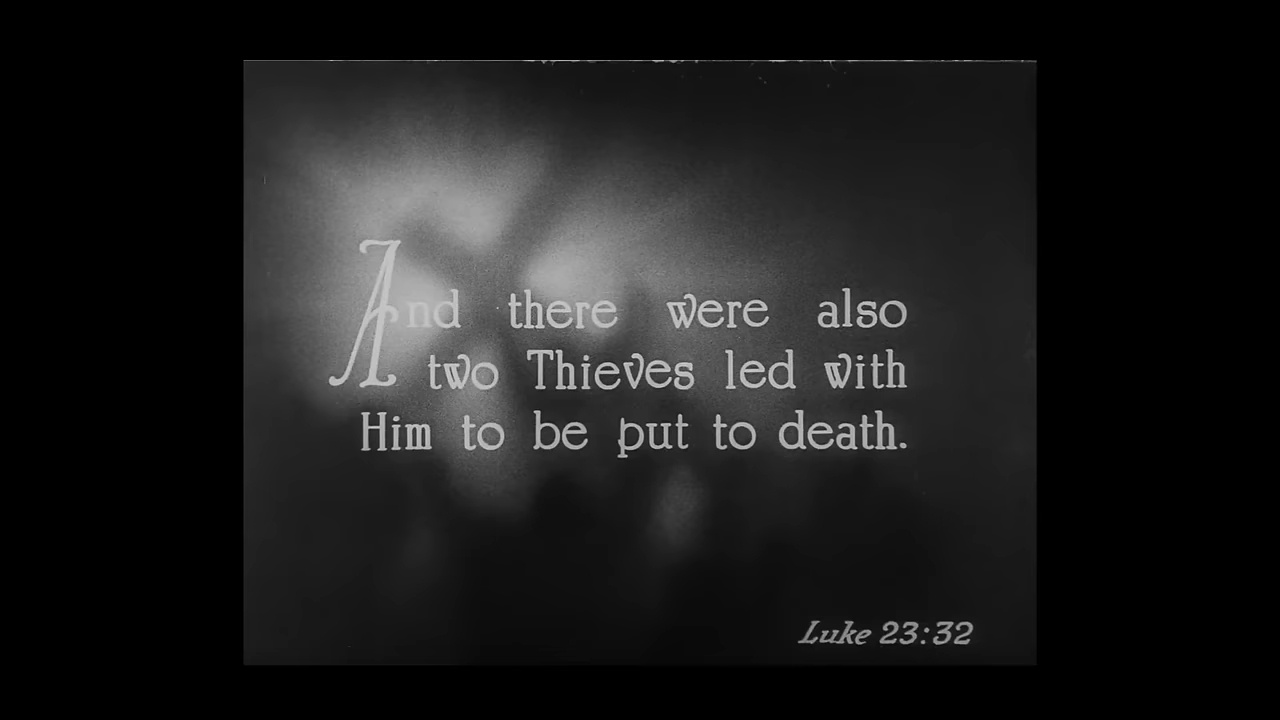 And there were also
two Thieves led with
Him to be put to death.
Luke 23:32